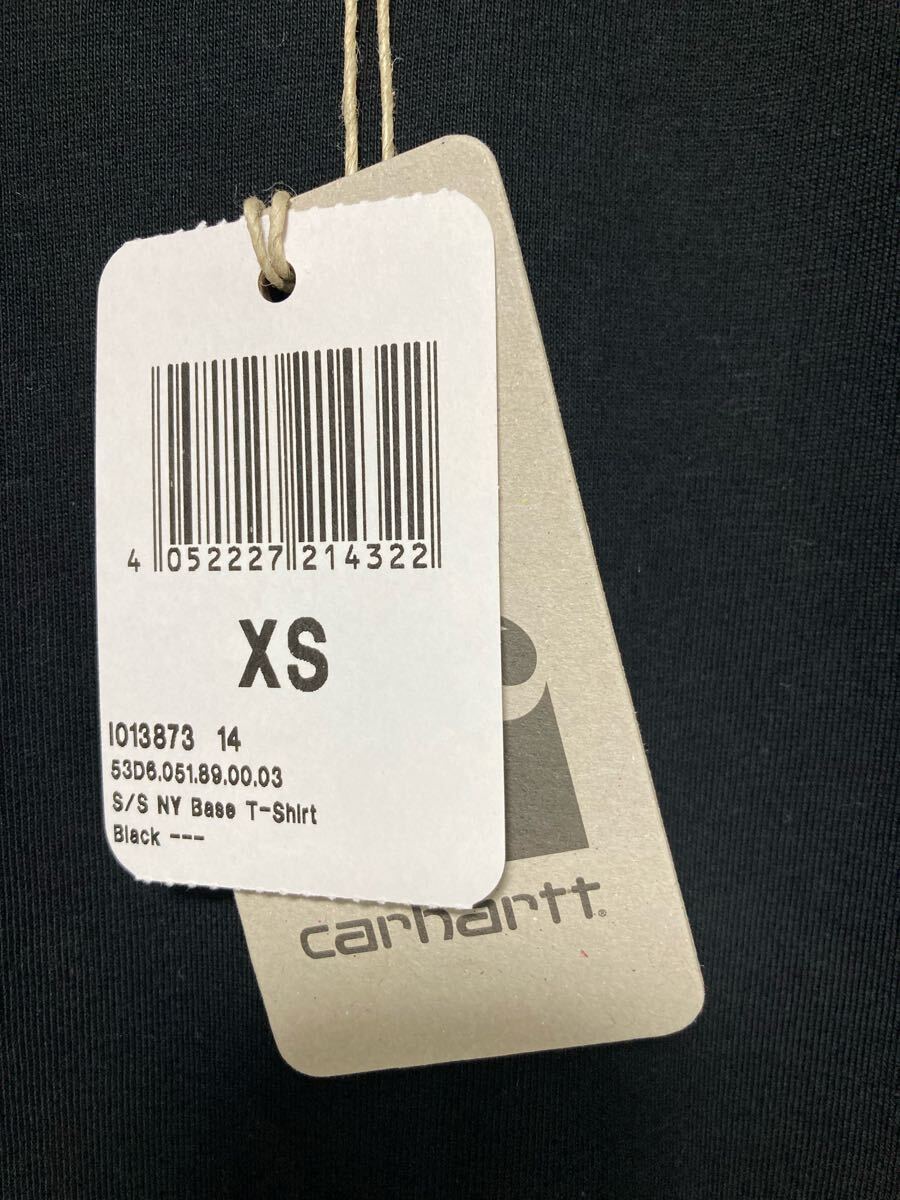 4 052227 214322
XS
I013873 14
53D6.051.89.00.03
S/S NY Base T-Shirt
Black ---
carhartt®